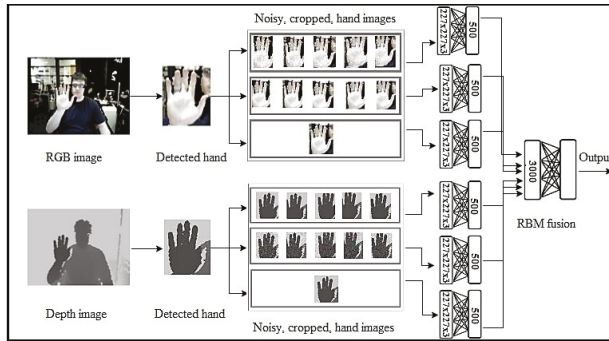 Noisy, cropped, hand images
RGB image
Detected hand
227x227x3
500
227x227x3
500
227x227x3
500
3000
Output
RBM fusion
227x227x3
500
227x227x3
500
227x227x3
500
Depth image
Detected hand
Noisy, cropped, hand images